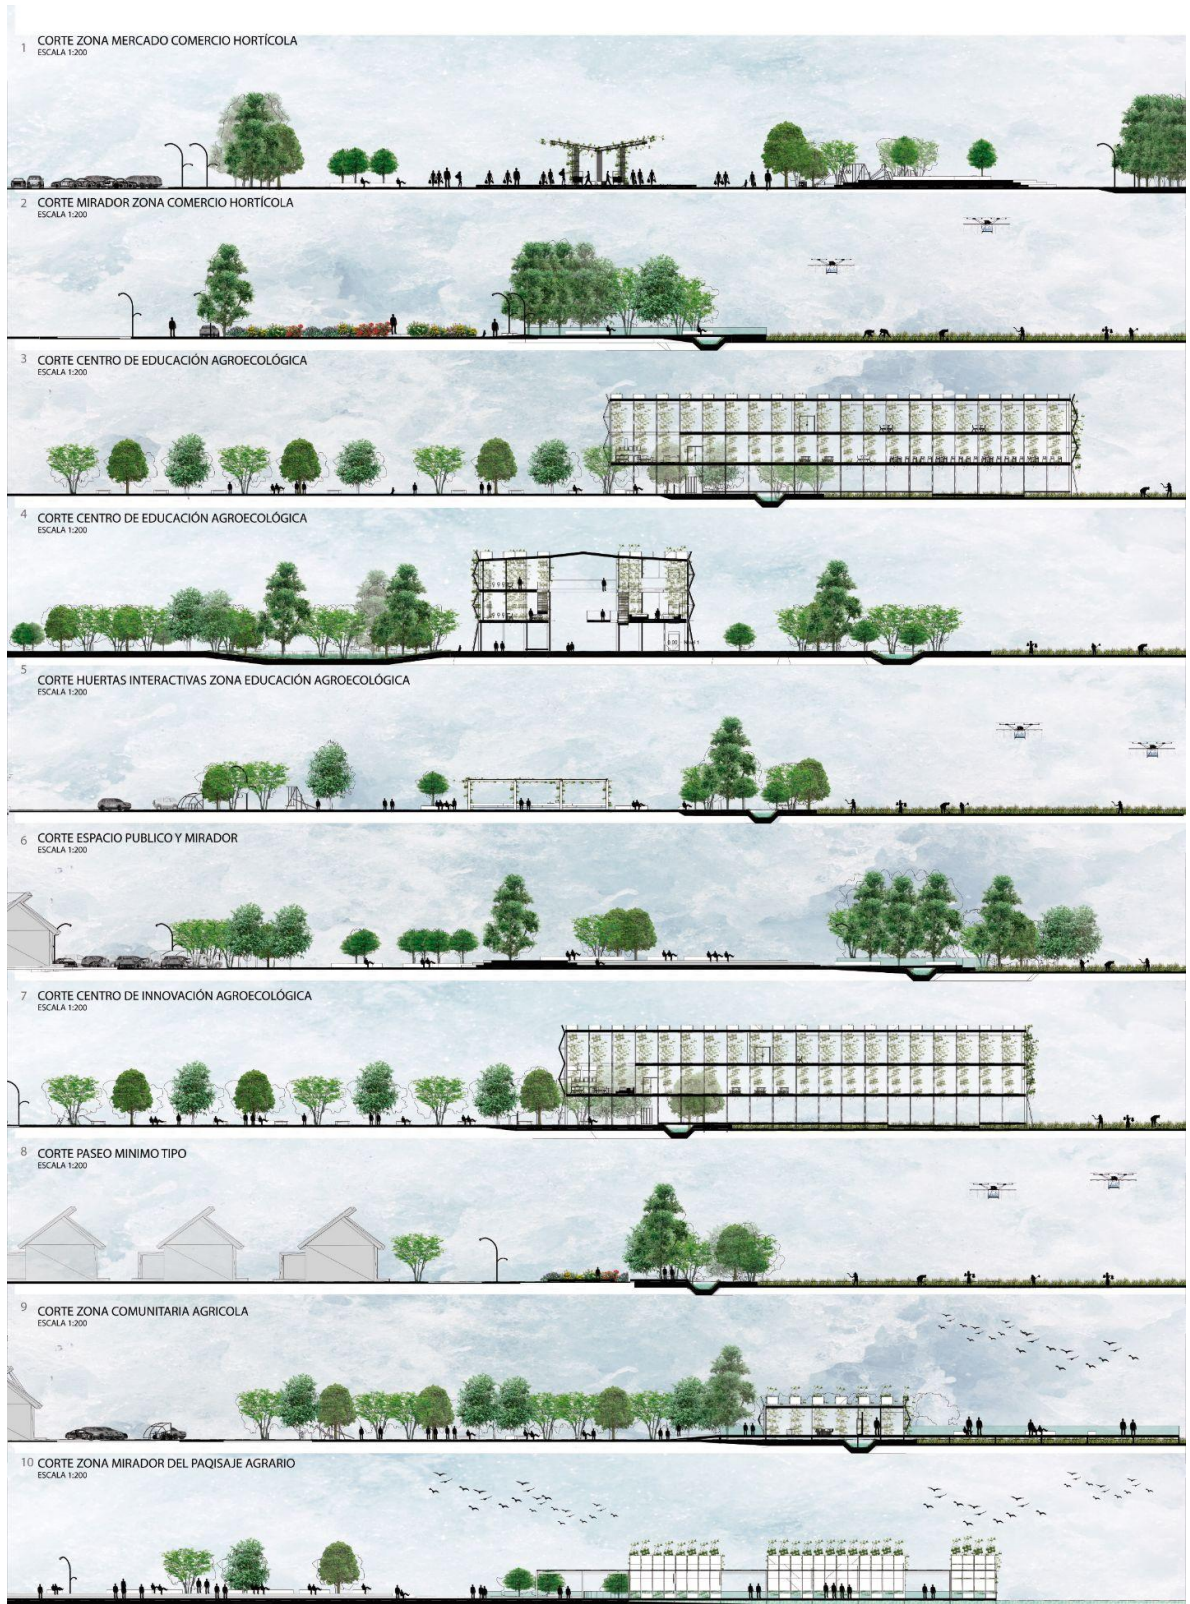 1 CORTE ZONA MERCADO COMERCIO HORTÍCOLA
ESCALA 1:200
2 CORTE MIRADOR ZONA COMERCIO HORTÍCOLA
ESCALA 1:200
3 CORTE CENTRO DE EDUCACIÓN AGROECOLÓGICA
ESCALA 1:200
4 CORTE CENTRO DE EDUCACIÓN AGROECOLÓGICA
ESCALA 1:200
5 CORTE HUERTAS INTERACTIVAS ZONA EDUCACIÓN AGROECOLÓGICA
ESCALA 1:200
6 CORTE ESPACIO PUBLICO Y MIRADOR
ESCALA 1:200
7 CORTE CENTRO DE INNOVACIÓN AGROECOLÓGICA
ESCALA 1:200
8 CORTE PASEO MINIMO TIPO
ESCALA 1:200
9 CORTE ZONA COMUNITARIA AGRICOLA
ESCALA 1:200
10 CORTE ZONA MIRADOR DEL PAQISAJE AGRARIO
ESCALA 1:200